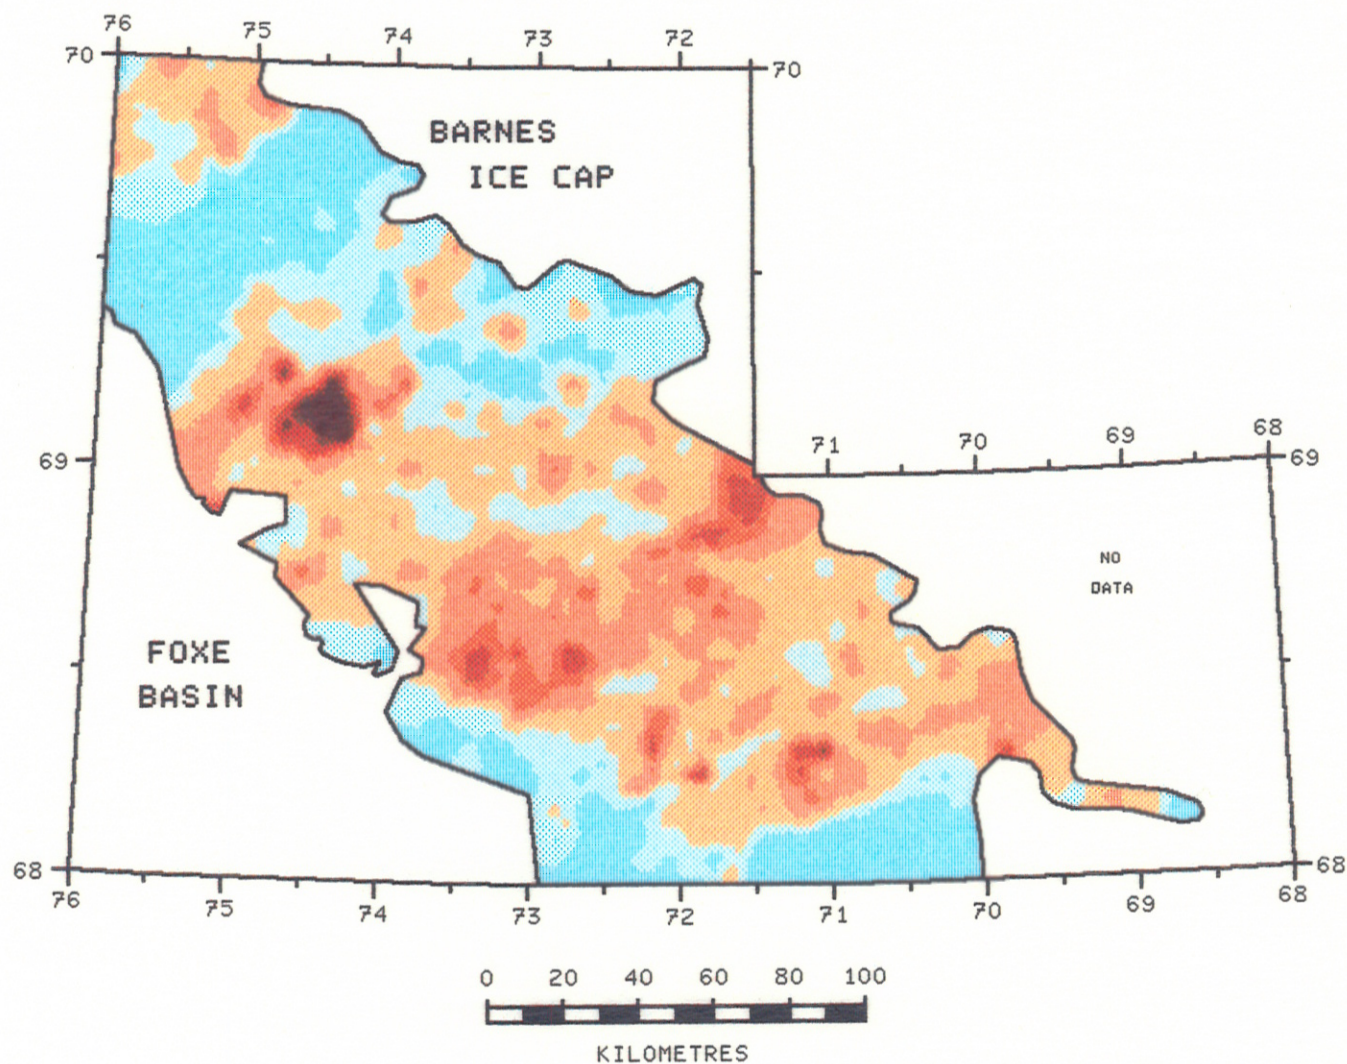 76 75 74 73 72
70 70
BARNES
ICE CAP
71 70 69 68
69 69
NO
DATA
FOXE
BASIN
68 68
76 75 74 73 72 71 70 69 68
0 20 40 60 80 100
KILOMETRES